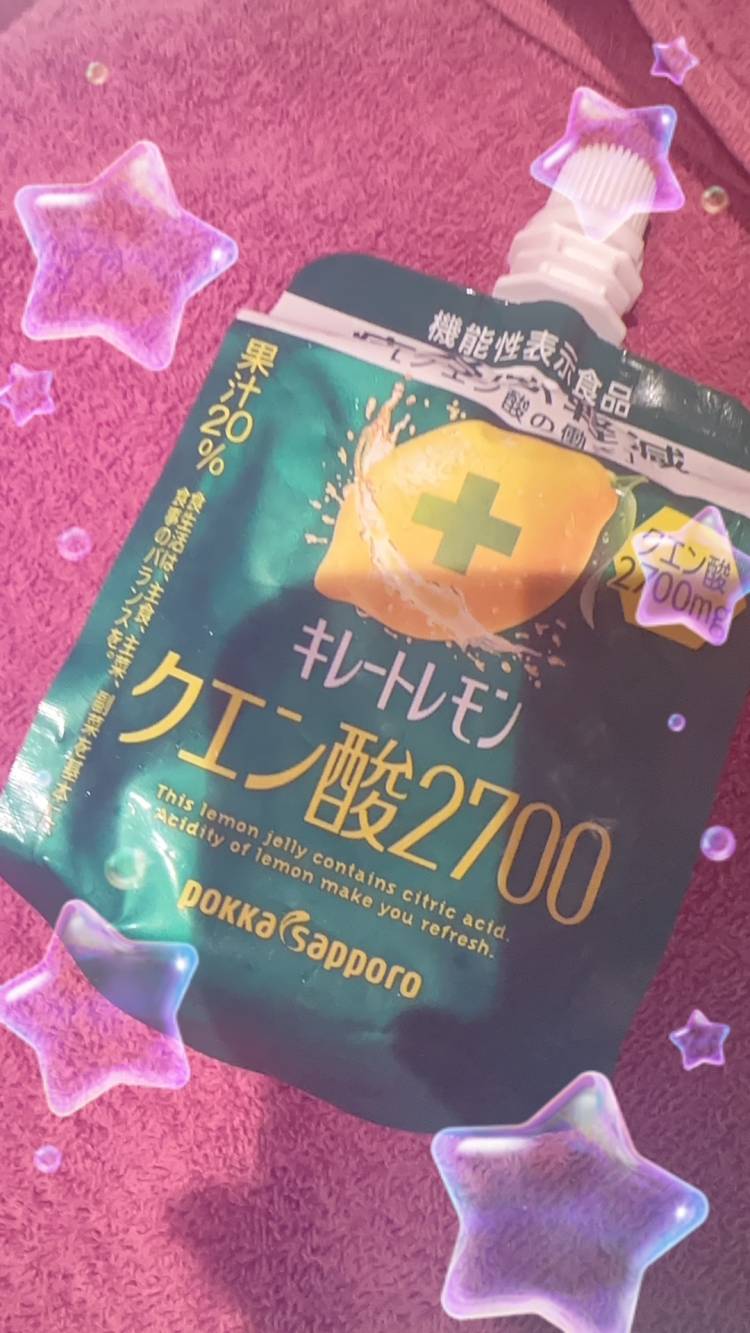 機能性表示食品
軽減
酸の働
果汁20%
食生活は、主食、主菜、副菜を基本
食事のバランスを。
クエン酸
2700mg
キレートレモン
クエン酸2700
This lemon jelly contains citric acid.
Acidity of lemon make you refresh.
pokka sapporo